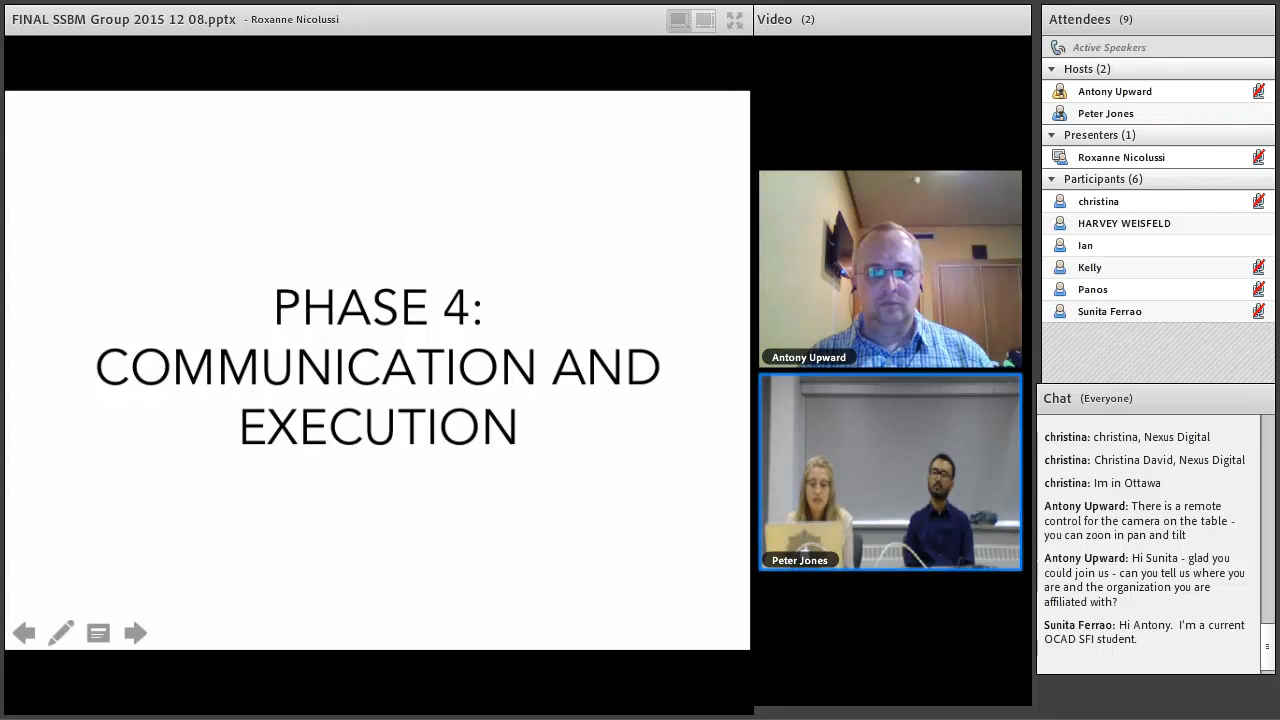 FINAL SSBM Group 2015 12 08.pptx - Roxanne Nicolussi
PHASE 4:
COMMUNICATION AND
EXECUTION
Video (2)
Antony Upward
Peter Jones
Attendees (9)
Active Speakers
Hosts (2)
Antony Upward
Peter Jones
Presenters (1)
Roxanne Nicolussi
Participants (6)
christina
HARVEY WEISFELD
Ian
Kelly
Panos
Sunita Ferrao
Chat (Everyone)
christina: christina, Nexus Digital
christina: Christina David, Nexus Digital
christina: Im in Ottawa
Antony Upward: There is a remote
control for the camera on the table -
you can zoon in pan and tilt
Antony Upward: Hi Sunita - glad you
could join us - can you tell us where you
are and the organization you are
affiliated with?
Sunita Ferrao: Hi Antony. I'm a current
OCAD SFI student.